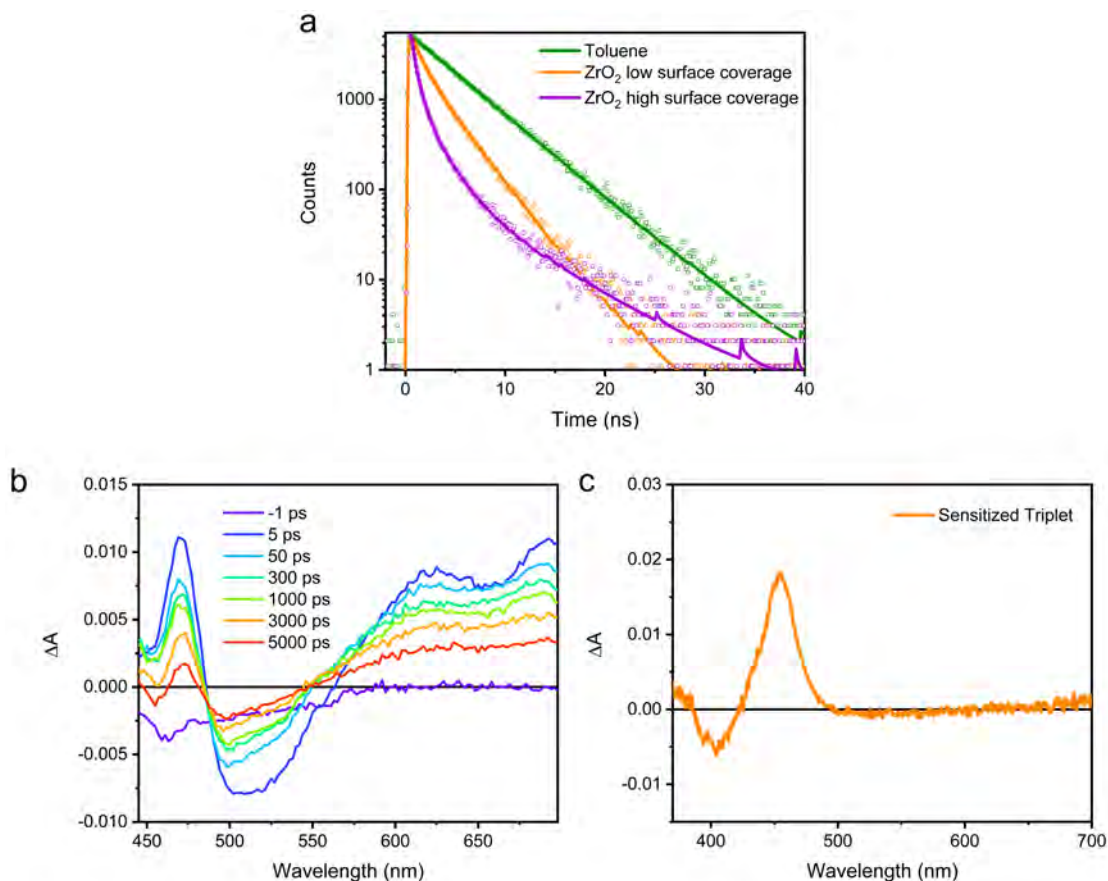 a
Toluene
ZrO₂ low surface coverage
ZrO₂ high surface coverage
1000
100
10
1
Counts
0 10 20 30 40
Time (ns)
b
0.015
0.010
0.005
0.000
-0.005
-0.010
ΔA
-1 ps
5 ps
50 ps
300 ps
1000 ps
3000 ps
5000 ps
450 500 550 600 650
Wavelength (nm)
c
0.03
0.02
0.01
0.00
-0.01
ΔA
Sensitized Triplet
400 500 600 700
Wavelength (nm)